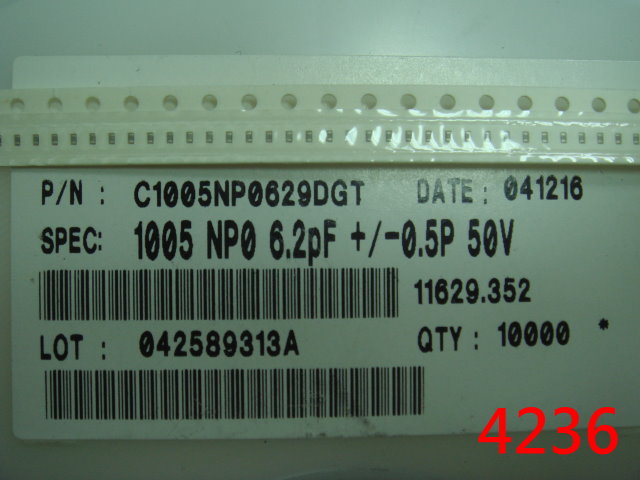 P/N : C1005NP0629DGT DATE : 041216
SPEC: 1005 NP0 6.2pF +/-0.5P 50V
11629.352
LOT : 042589313A QTY : 10000 *
4236